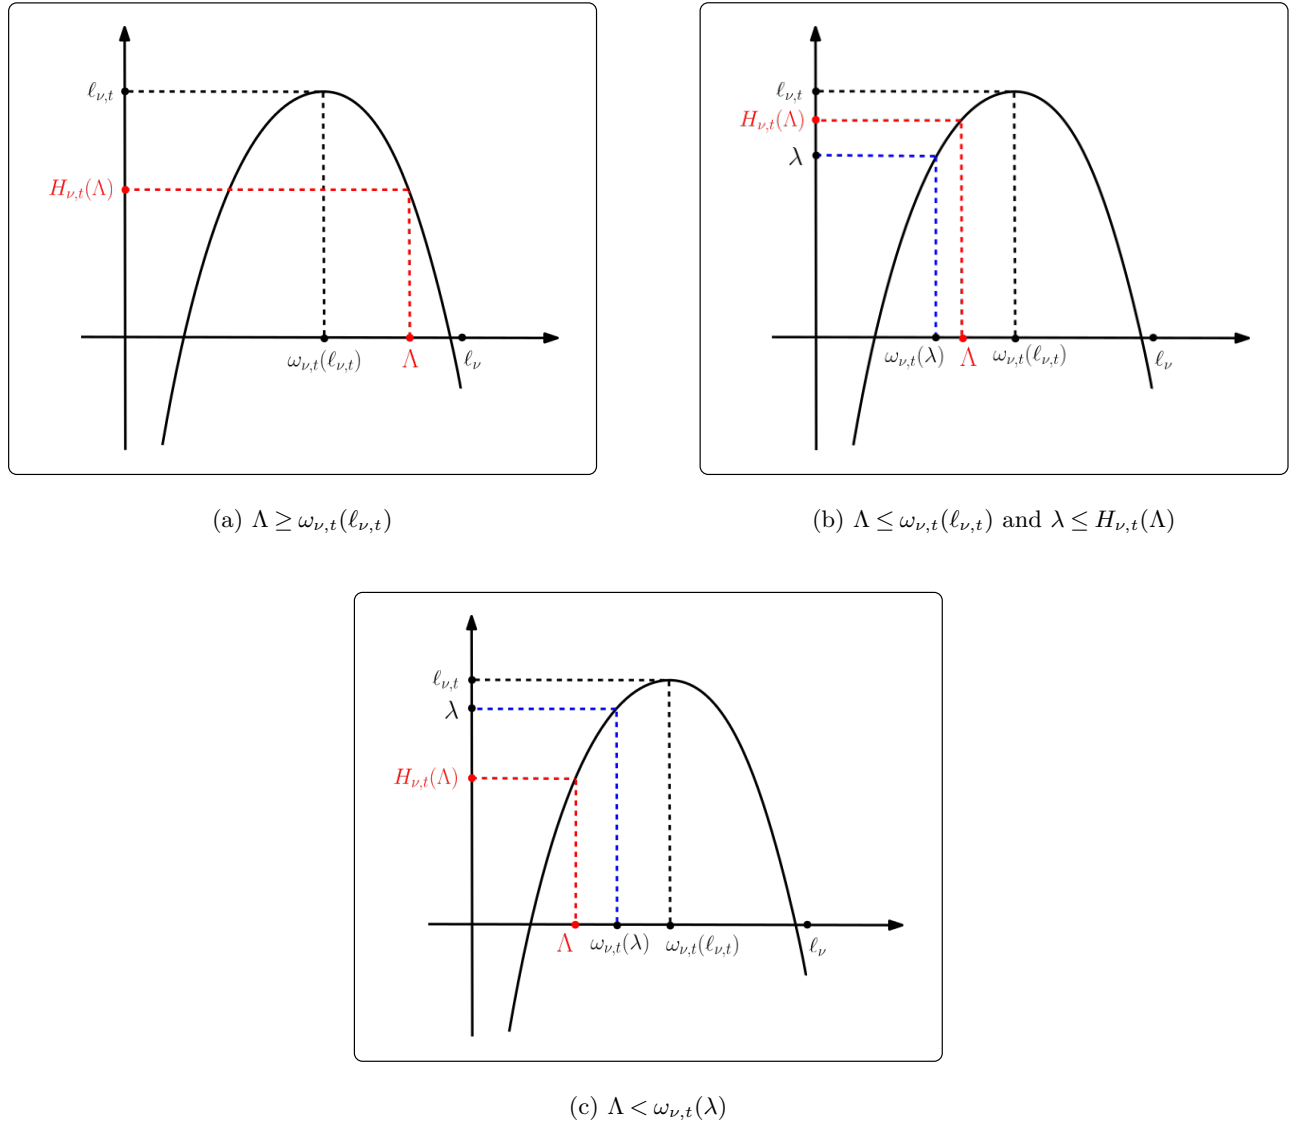 ℓ_{ν,t}
H_{ν,t}(Λ)
ω_{ν,t}(ℓ_{ν,t}) Λ ℓ_ν
(a) Λ ≥ ω_{ν,t}(ℓ_{ν,t})
ℓ_{ν,t}
H_{ν,t}(Λ)
λ
ω_{ν,t}(λ) Λ ω_{ν,t}(ℓ_{ν,t}) ℓ_ν
(b) Λ ≤ ω_{ν,t}(ℓ_{ν,t}) and λ ≤ H_{ν,t}(Λ)
ℓ_{ν,t}
λ
H_{ν,t}(Λ)
Λ ω_{ν,t}(λ) ω_{ν,t}(ℓ_{ν,t}) ℓ_ν
(c) Λ < ω_{ν,t}(λ)